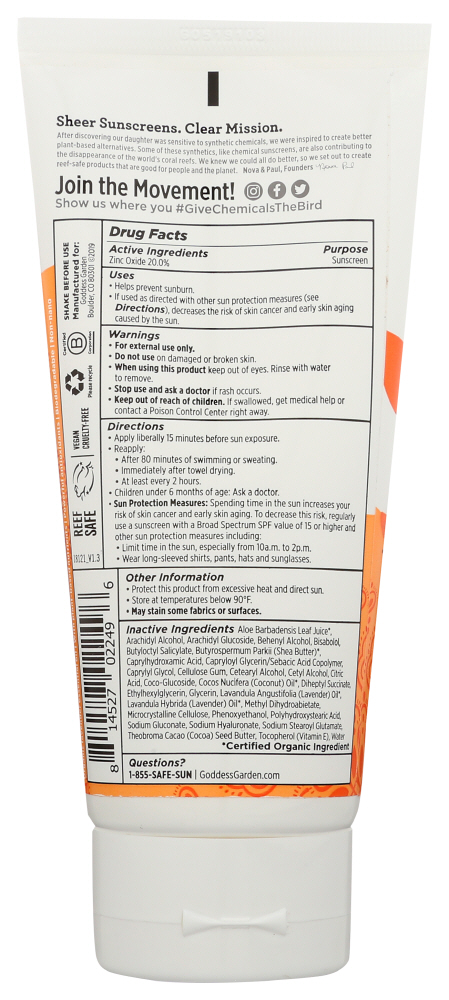 Sheer Sunscreens. Clear Mission.
After discovering our daughter was sensitive to synthetic chemicals, we were inspired to create better
plant-based alternatives. Some of these synthetics, like chemical sunscreens, are also contributing to
the disappearance of the world's coral reefs. We knew we could all do better, so we set out to create
reef-safe products that are good for people and the planet. Nova & Paul, Founders
Join the Movement!
Show us where you #GiveChemicalsTheBird
SHAKE BEFORE USE
Manufactured for:
Goddess Garden
Boulder, CO 80301 ©2019
Certified
B
Corporation
Please recycle
VEGAN
CRUELTY-FREE
REEF
SAFE
19121_V1.3
Drug Facts
Active Ingredients Purpose
Zinc Oxide 20.0% Sunscreen
Uses
• Helps prevent sunburn.
• If used as directed with other sun protection measures (see
Directions), decreases the risk of skin cancer and early skin aging
caused by the sun.
Warnings
• For external use only.
• Do not use on damaged or broken skin.
• When using this product keep out of eyes. Rinse with water
to remove.
• Stop use and ask a doctor if rash occurs.
• Keep out of reach of children. If swallowed, get medical help or
contact a Poison Control Center right away.
Directions
• Apply liberally 15 minutes before sun exposure.
• Reapply:
• After 80 minutes of swimming or sweating.
• Immediately after towel drying.
• At least every 2 hours.
• Children under 6 months of age: Ask a doctor.
• Sun Protection Measures: Spending time in the sun increases your
risk of skin cancer and early skin aging. To decrease this risk, regularly
use a sunscreen with a Broad Spectrum SPF value of 15 or higher and
other sun protection measures including:
• Limit time in the sun, especially from 10a.m. to 2p.m.
• Wear long-sleeved shirts, pants, hats and sunglasses.
Other Information
• Protect this product from excessive heat and direct sun.
• Store at temperatures below 90°F.
• May stain some fabrics or surfaces.
Inactive Ingredients Aloe Barbadensis Leaf Juice*,
Arachidyl Alcohol, Arachidyl Glucoside, Behenyl Alcohol, Bisabolol,
Butyloctyl Salicylate, Butyrospermum Parkii (Shea Butter)*,
Caprylhydroxamic Acid, Capryloyl Glycerin/Sebacic Acid Copolymer,
Caprylyl Glycol, Cellulose Gum, Cetearyl Alcohol, Cetyl Alcohol, Citric
Acid, Coco-Glucoside, Cocos Nucifera (Coconut) Oil*, Diheptyl Succinate,
Ethylhexylglycerin, Glycerin, Lavandula Angustifolia (Lavender) Oil*,
Lavandula Hybrida (Lavender) Oil*, Methyl Dihydroabietate,
Microcrystalline Cellulose, Phenoxyethanol, Polyhydroxystearic Acid,
Sodium Gluconate, Sodium Hyaluronate, Sodium Stearoyl Glutamate,
Theobroma Cacao (Cocoa) Seed Butter, Tocopherol (Vitamin E), Water
*Certified Organic Ingredient
Questions?
1-855-SAFE-SUN | GoddessGarden.com
8 14527 02249 6